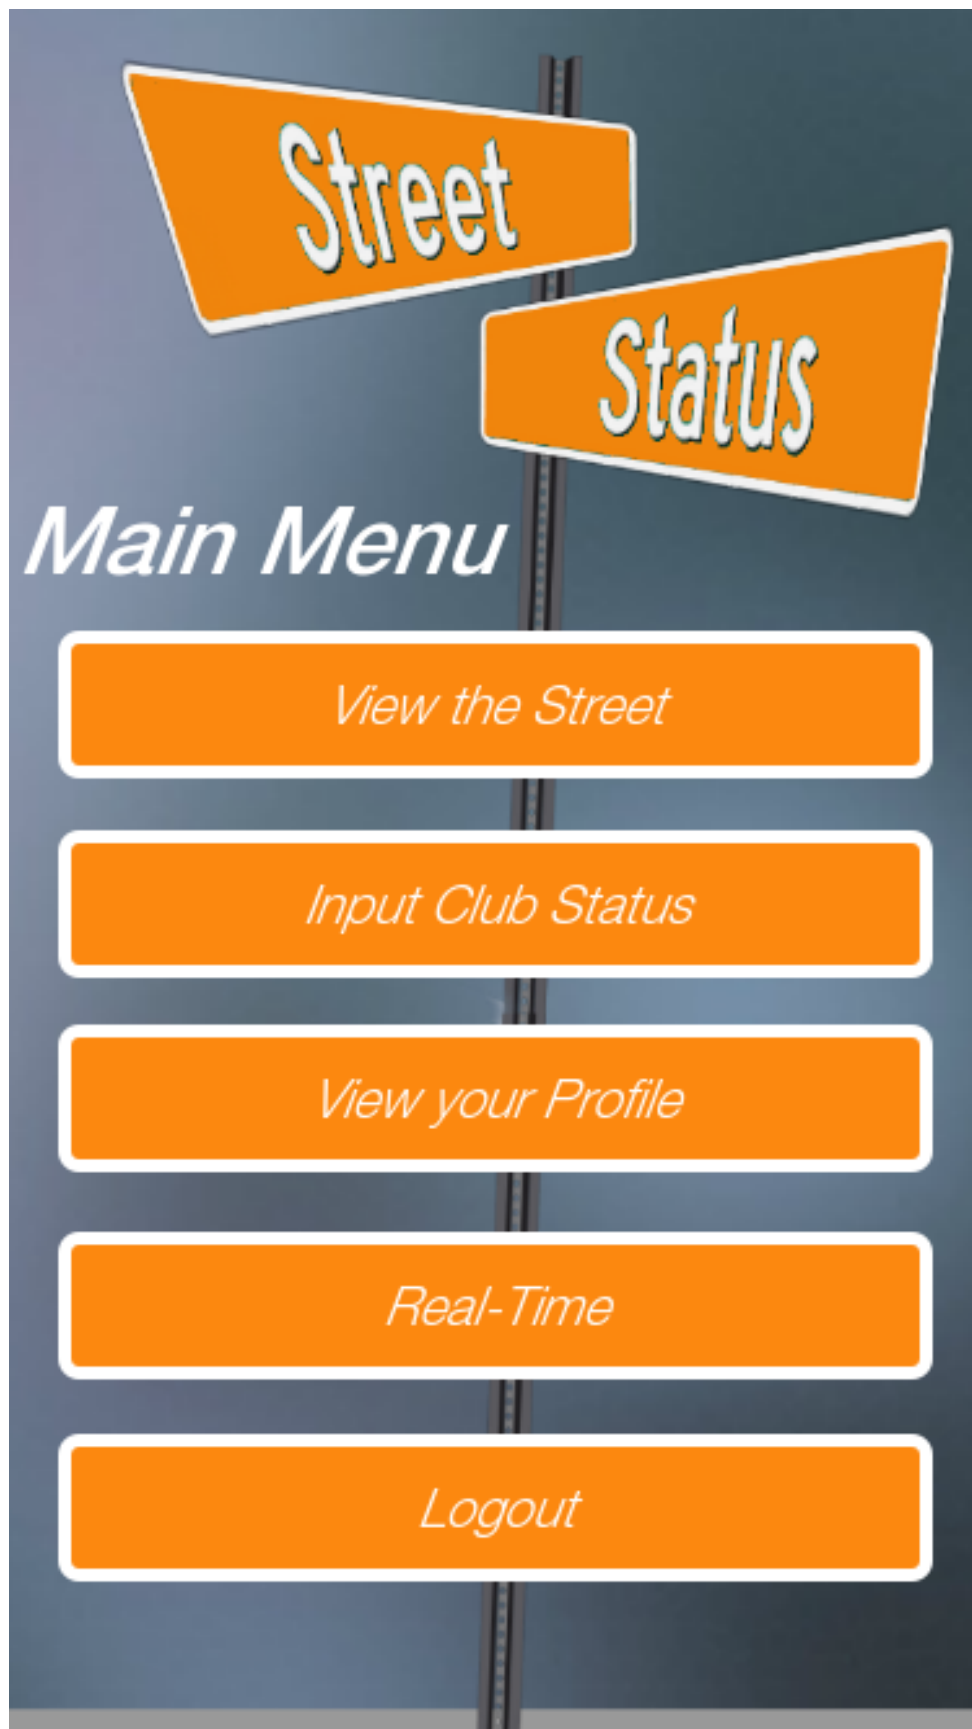 Street
Status
Main Menu
View the Street
Input Club Status
View your Profile
Real-Time
Logout